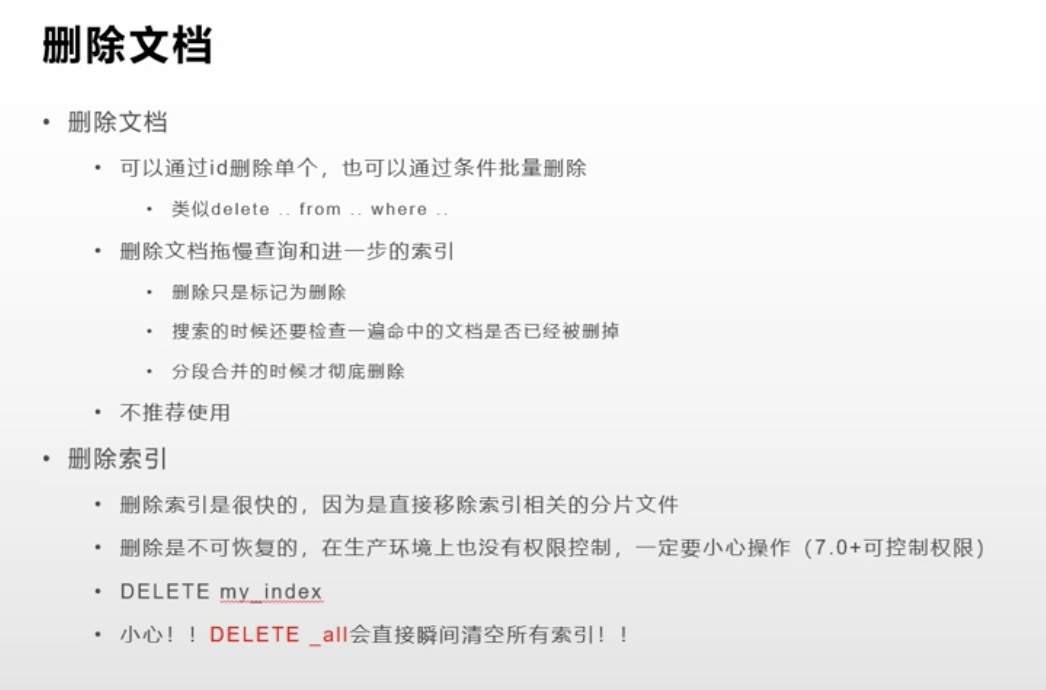 删除文档
• 删除文档
• 可以通过id删除单个，也可以通过条件批量删除
• 类似delete .. from .. where ..
• 删除文档拖慢查询和进一步的索引
• 删除只是标记为删除
• 搜索的时候还要检查一遍命中的文档是否已经被删掉
• 分段合并的时候才彻底删除
• 不推荐使用
• 删除索引
• 删除索引是很快的，因为是直接移除索引相关的分片文件
• 删除是不可恢复的，在生产环境上也没有权限控制，一定要小心操作（7.0+可控制权限）
• DELETE my_index
• 小心！！DELETE _all会直接瞬间清空所有索引！！